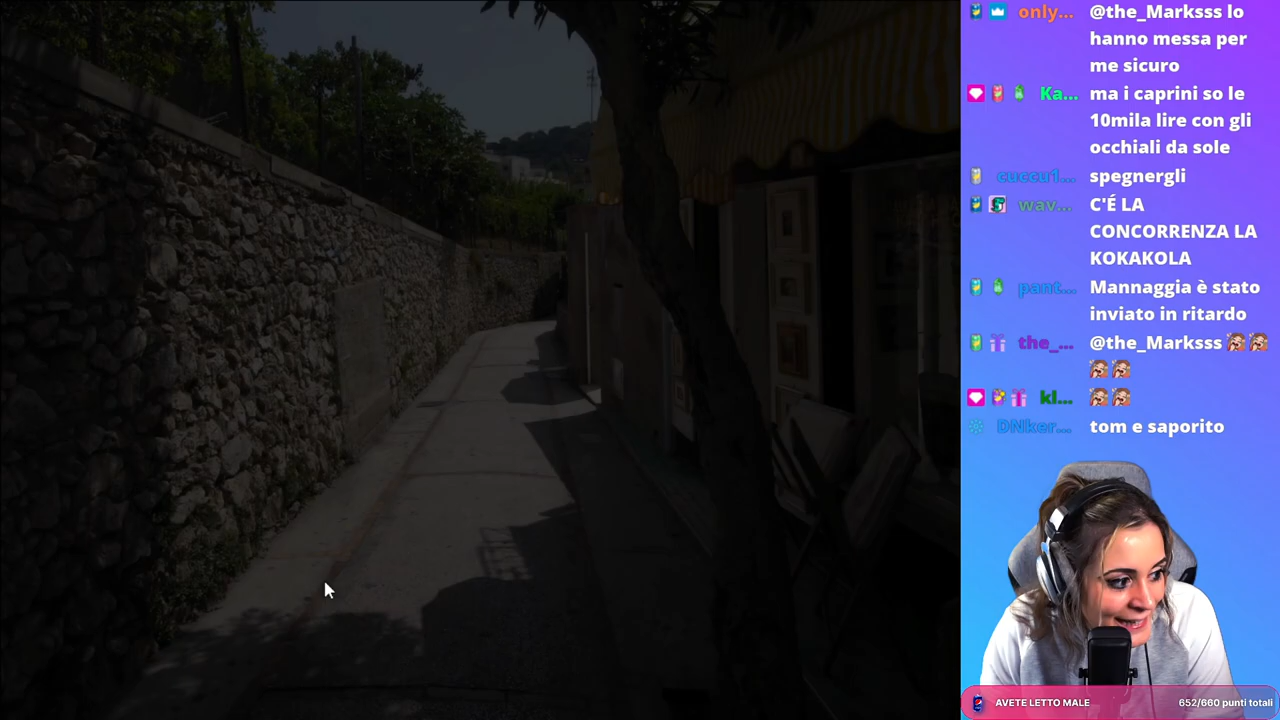 only... @the_Marksss lo
hanno messa per
me sicuro
Ka... ma i caprini so le
10mila lire con gli
occhiali da sole
cuccu1... spegnergli
wav... C'É LA
CONCORRENZA LA
KOKAKOLA
pant... Mannaggia è stato
inviato in ritardo
the_... @the_Marksss
kl...
DNker... tom e saporito
AVETE LETTO MALE 652/660 punti totali